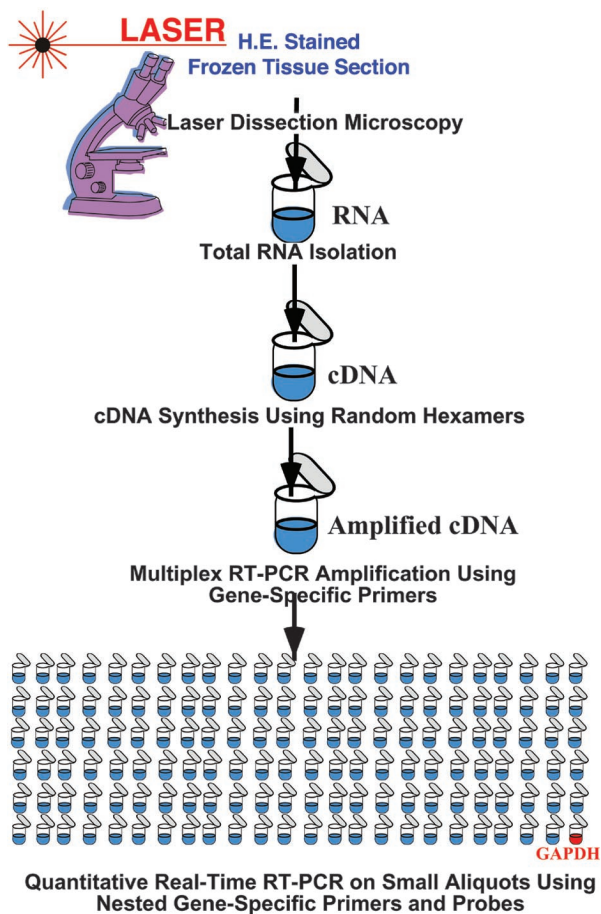 LASER
H.E. Stained
Frozen Tissue Section
Laser Dissection Microscopy
RNA
Total RNA Isolation
cDNA
cDNA Synthesis Using Random Hexamers
Amplified cDNA
Multiplex RT-PCR Amplification Using
Gene-Specific Primers
GAPDH
Quantitative Real-Time RT-PCR on Small Aliquots Using
Nested Gene-Specific Primers and Probes